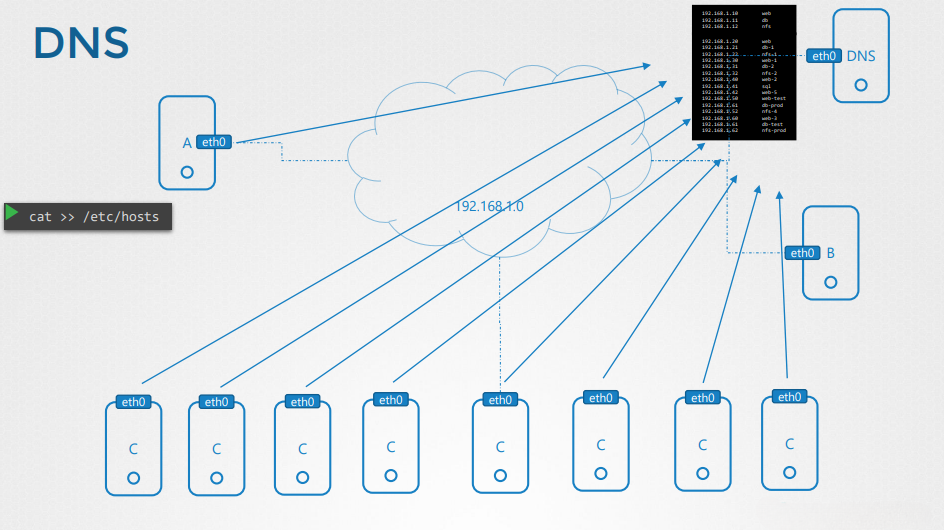 DNS
192.168.1.10 web
192.168.1.11 db
192.168.1.12 nfs
192.168.1.20 web
192.168.1.21 db-1
192.168.1.22 nfs-1
192.168.1.30 web-1
192.168.1.31 db-2
192.168.1.32 nfs-2
192.168.1.40 web-2
192.168.1.41 sql
192.168.1.42 web-5
192.168.1.50 web-test
192.168.1.61 db-prod
192.168.1.52 nfs-4
192.168.1.60 web-3
192.168.1.61 db-test
192.168.1.62 nfs-prod
eth0 DNS
A eth0
cat >> /etc/hosts
192.168.1.0
eth0 B
eth0 eth0 eth0 eth0 eth0 eth0 eth0 eth0
C C C C C C C C